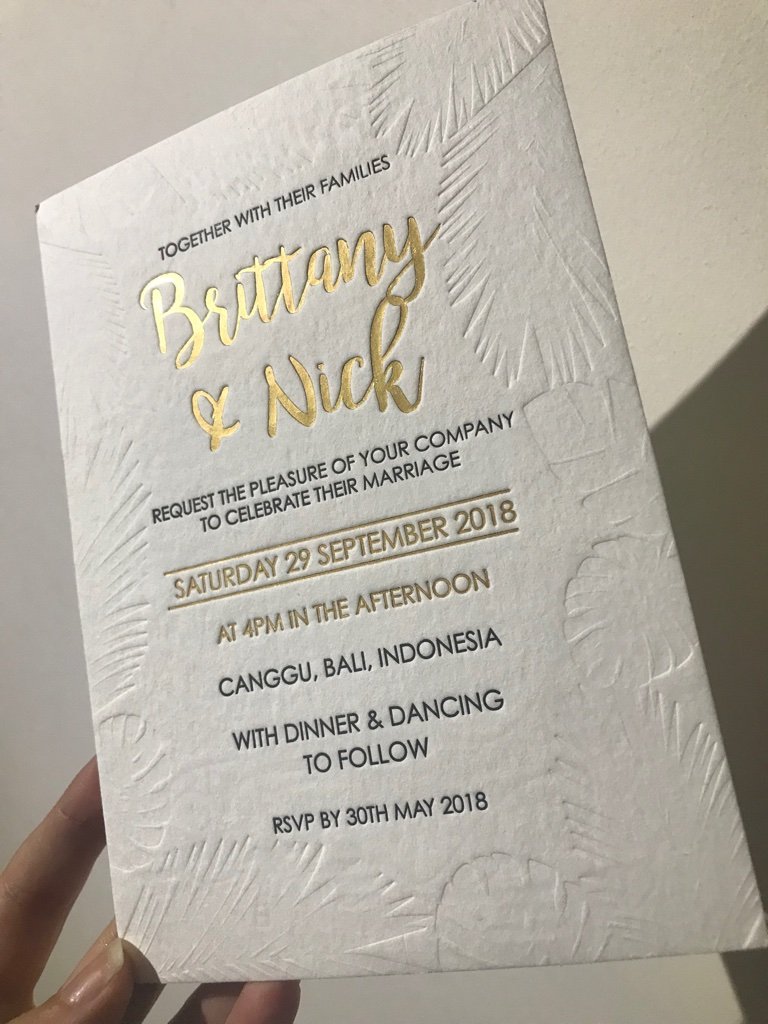 TOGETHER WITH THEIR FAMILIES
Brittany
& Nick
REQUEST THE PLEASURE OF YOUR COMPANY
TO CELEBRATE THEIR MARRIAGE
SATURDAY 29 SEPTEMBER 2018
AT 4PM IN THE AFTERNOON
CANGGU, BALI, INDONESIA
WITH DINNER & DANCING
TO FOLLOW
RSVP BY 30TH MAY 2018